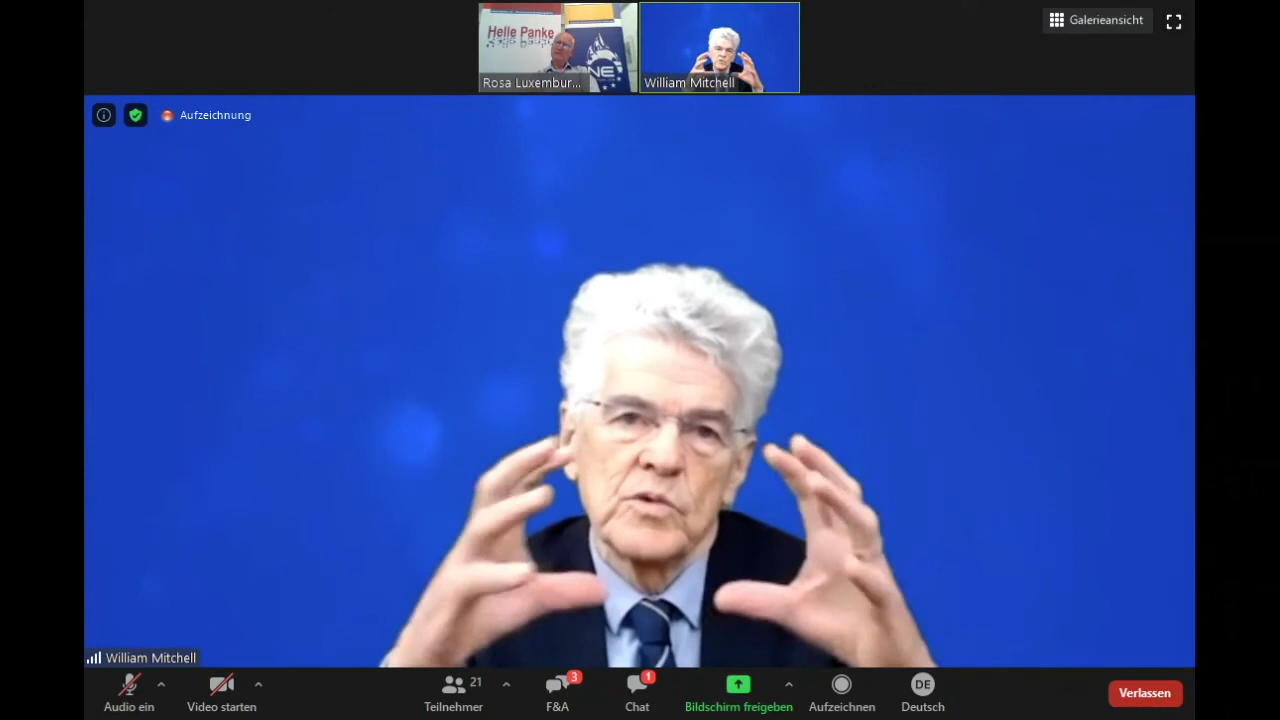 Helle Panke
NE
Rosa Luxembur...
William Mitchell
Galerieansicht
Aufzeichnung
William Mitchell
Audio ein
Video starten
21
Teilnehmer
3
F&A
1
Chat
Bildschirm freigeben
Aufzeichnen
DE
Deutsch
Verlassen